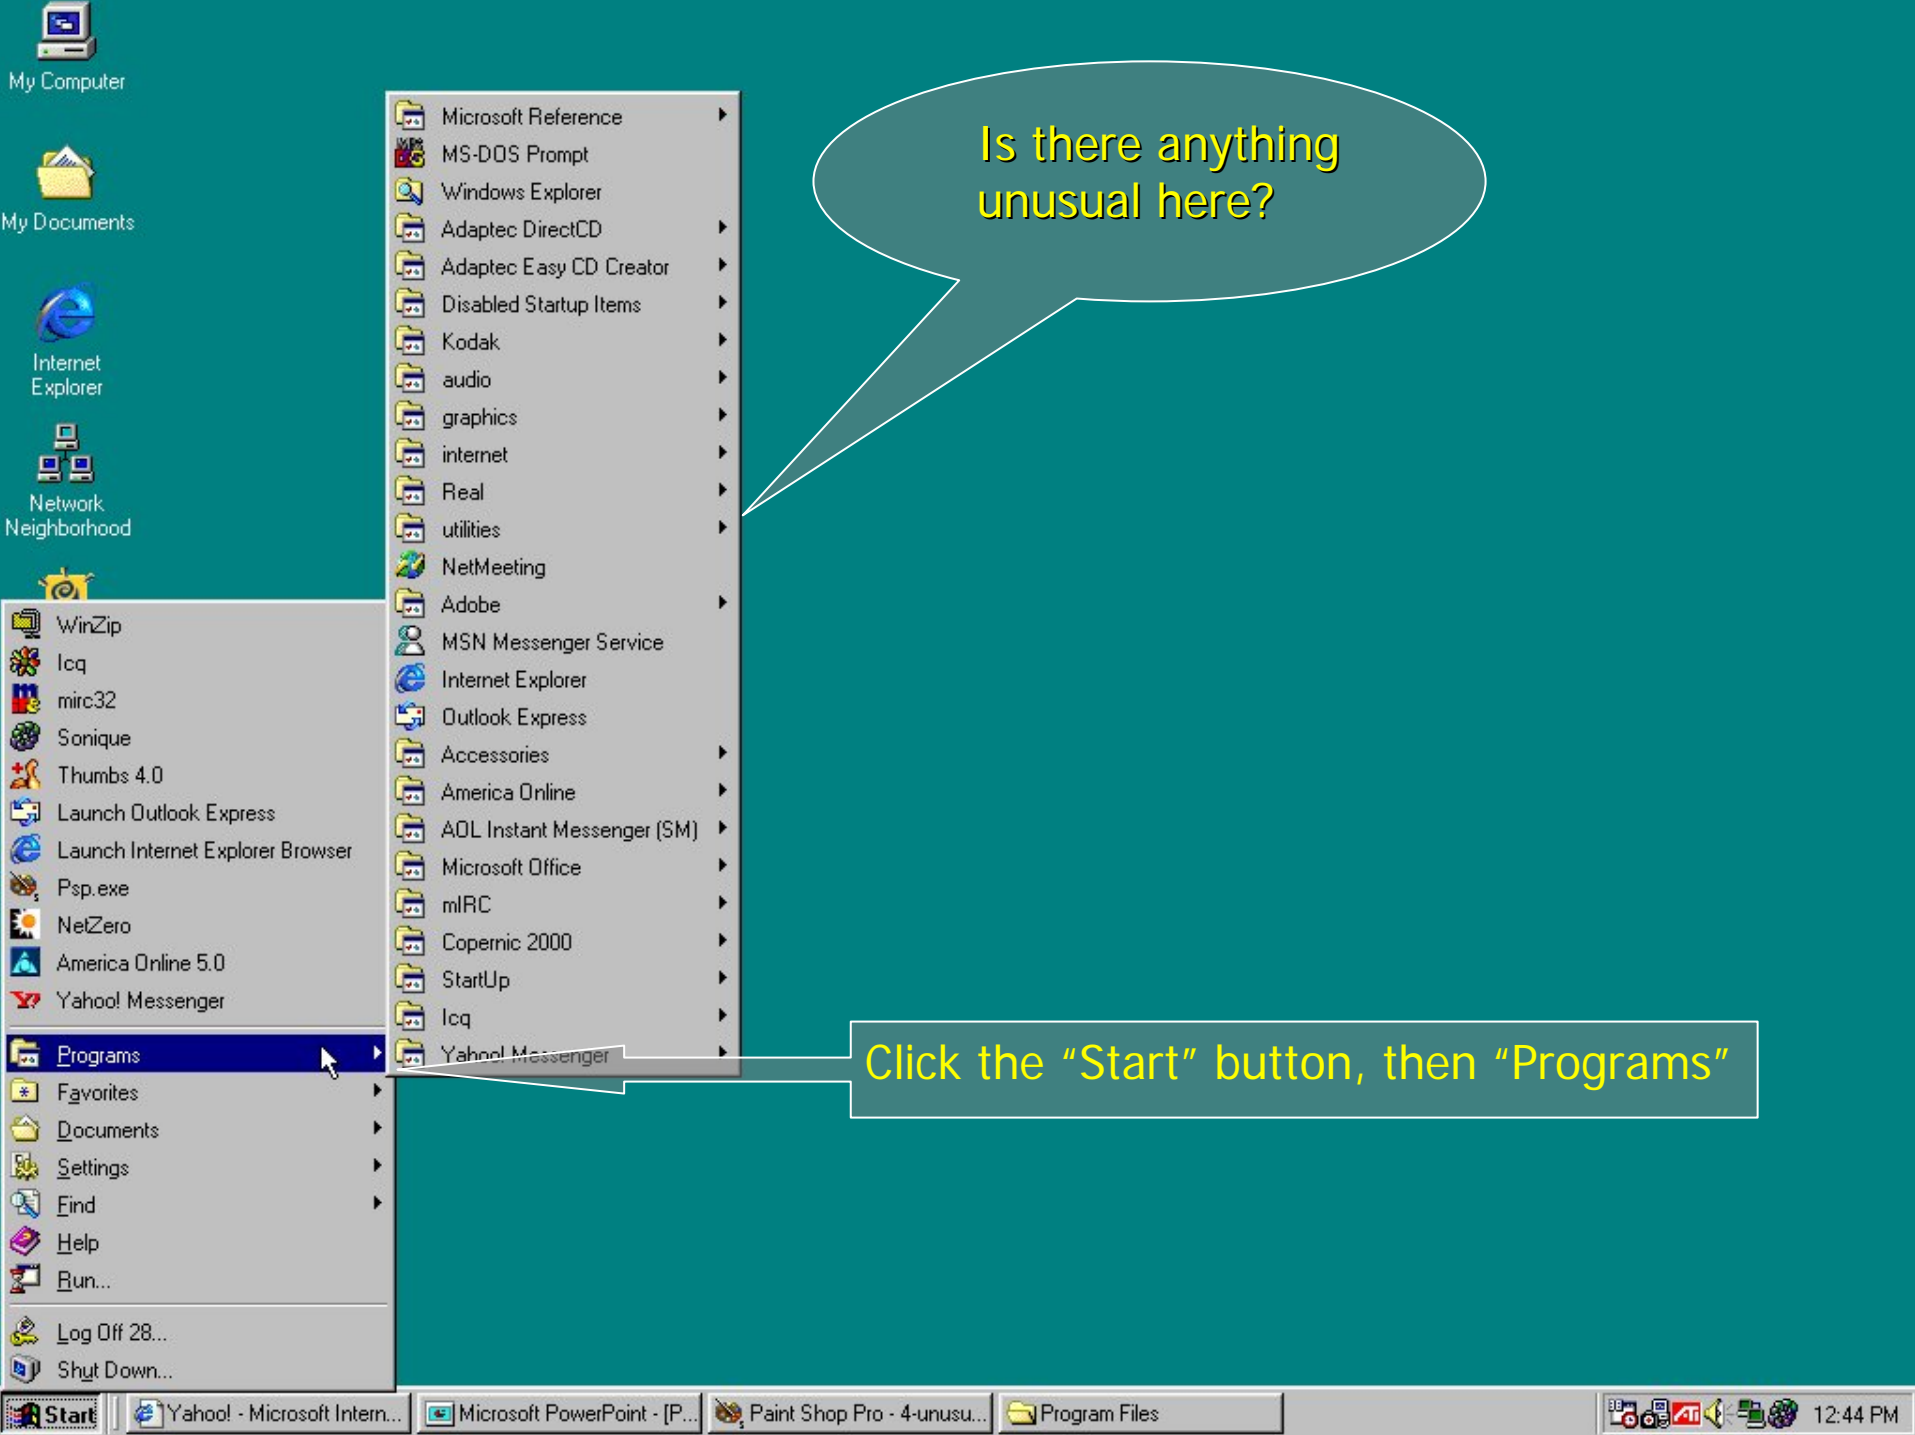 My Computer
My Documents
Internet
Explorer
Network
Neighborhood
Microsoft Reference
MS-DOS Prompt
Windows Explorer
Adaptec DirectCD
Adaptec Easy CD Creator
Disabled Startup Items
Kodak
audio
graphics
internet
Real
utilities
NetMeeting
Adobe
MSN Messenger Service
Internet Explorer
Outlook Express
Accessories
America Online
AOL Instant Messenger (SM)
Microsoft Office
mIRC
Copernic 2000
StartUp
Icq
Yahoo! Messenger
Is there anything
unusual here?
WinZip
Icq
mirc32
Sonique
Thumbs 4.0
Launch Outlook Express
Launch Internet Explorer Browser
Psp.exe
NetZero
America Online 5.0
Yahoo! Messenger
Programs
Favorites
Documents
Settings
Find
Help
Run...
Log Off 28...
Shut Down...
Click the “Start” button, then “Programs”
Start
Yahoo! - Microsoft Intern...
Microsoft PowerPoint - [P...
Paint Shop Pro - 4-unusu...
Program Files
ATI
12:44 PM